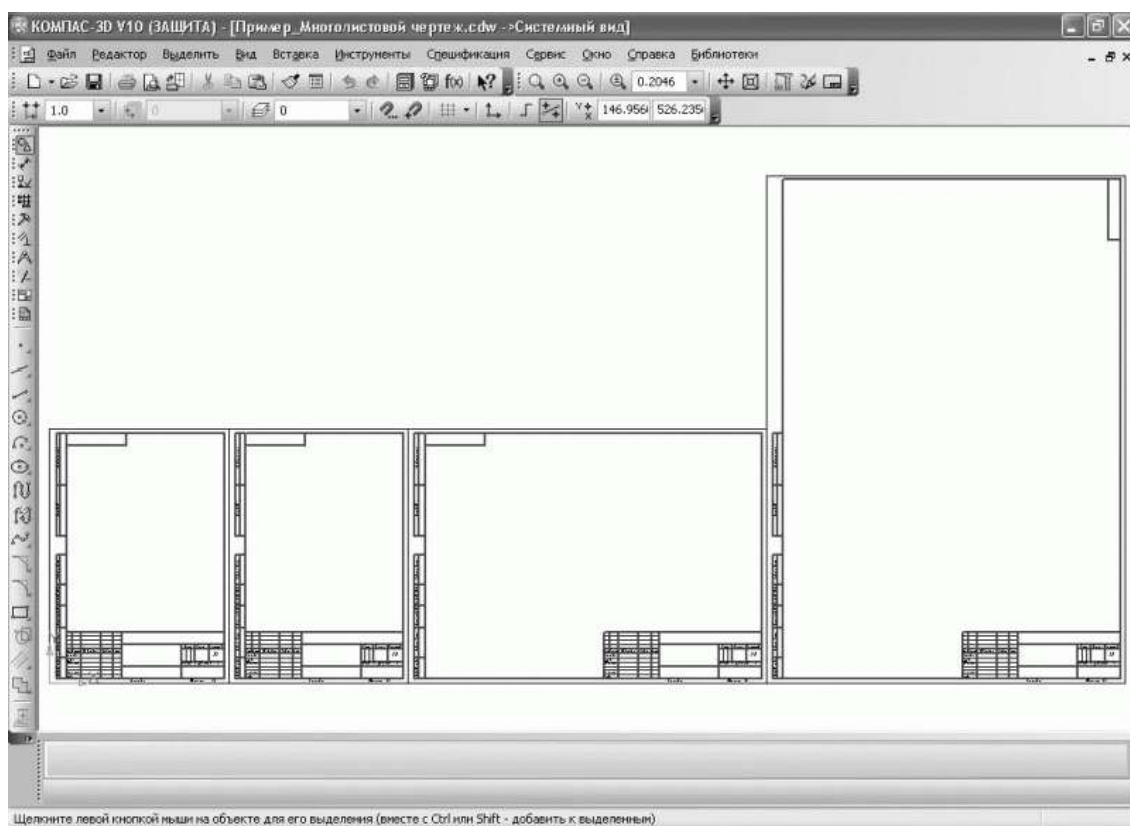 КОМПАС-3D V10 (ЗАЩИТА) - [Пример_Многолистовой чертеж.cdw ->Системный вид]
Файл Редактор Выделить Вид Вставка Инструменты Спецификация Сервис Окно Справка Библиотеки
f(x) 0.2046
1.0 0 0 146.956 526.235
Щелкните левой кнопкой мыши на объекте для его выделения (вместе с Ctrl или Shift - добавить к выделенным)